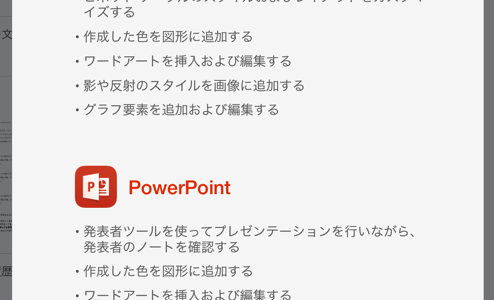 イズする
• 作成した色を図形に追加する
• ワードアートを挿入および編集する
• 影や反射のスタイルを画像に追加する
• グラフ要素を追加および編集する
PowerPoint
• 発表者ツールを使ってプレゼンテーションを行いながら、
発表者のノートを確認する
• 作成した色を図形に追加する
• ワードアートを挿入および編集する